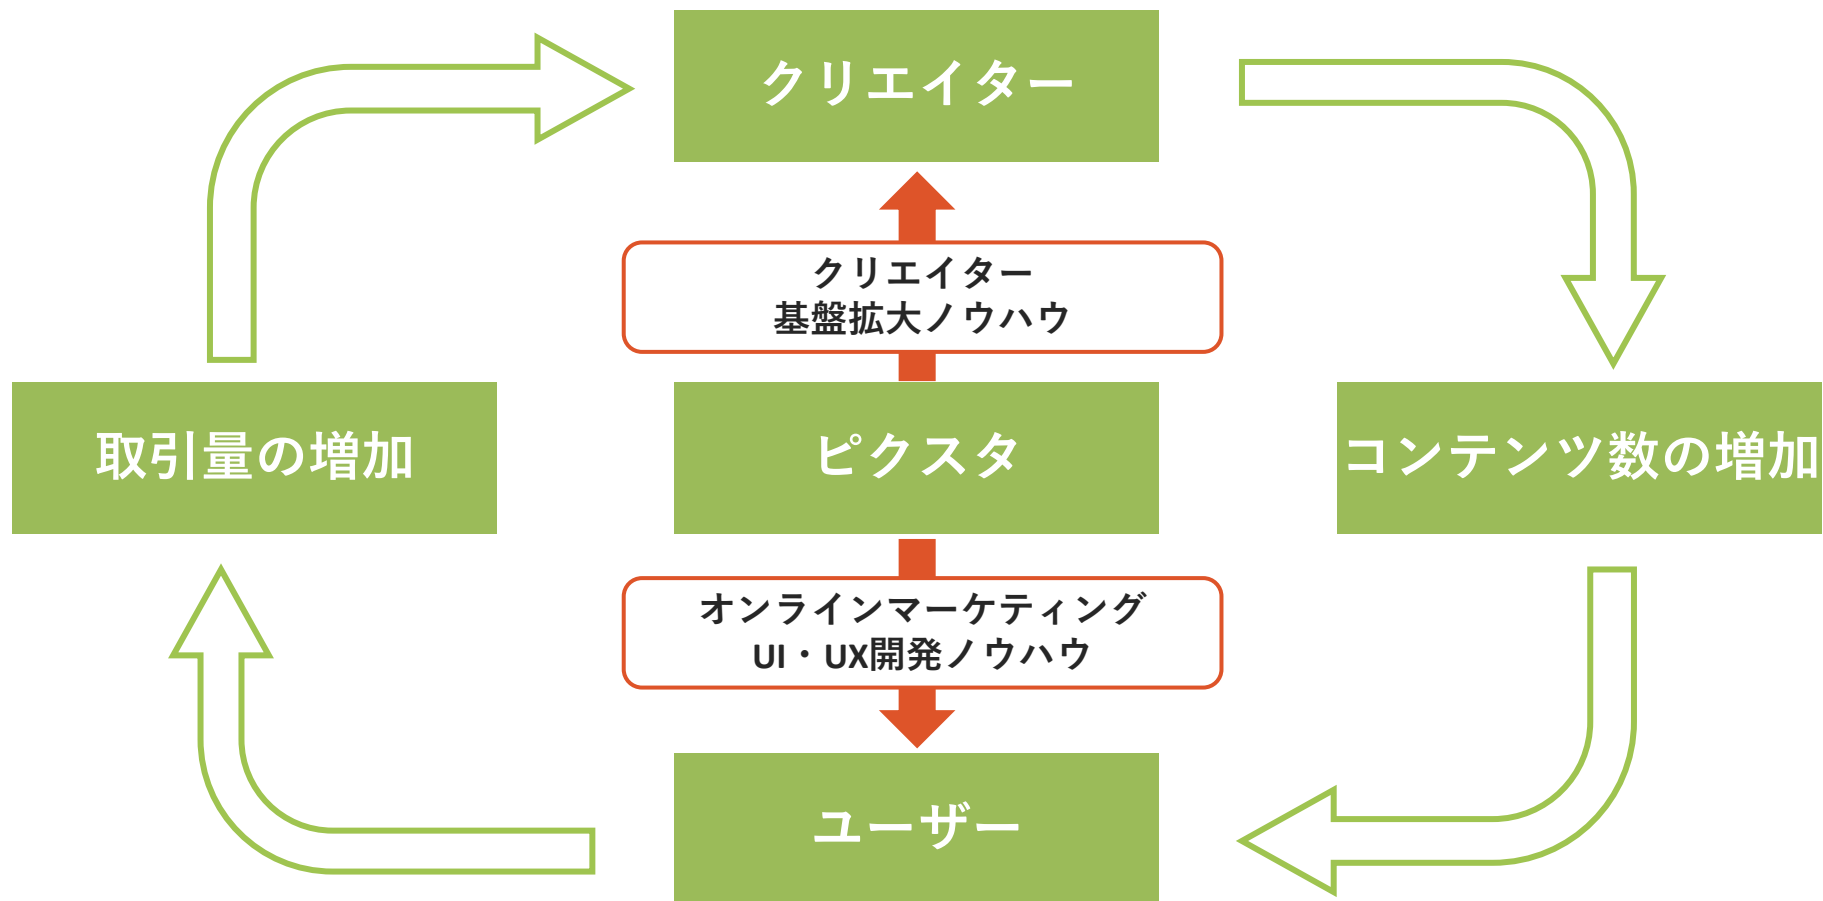 クリエイター
クリエイター
基盤拡大ノウハウ
取引量の増加
ピクスタ
コンテンツ数の増加
オンラインマーケティング
UI・UX開発ノウハウ
ユーザー